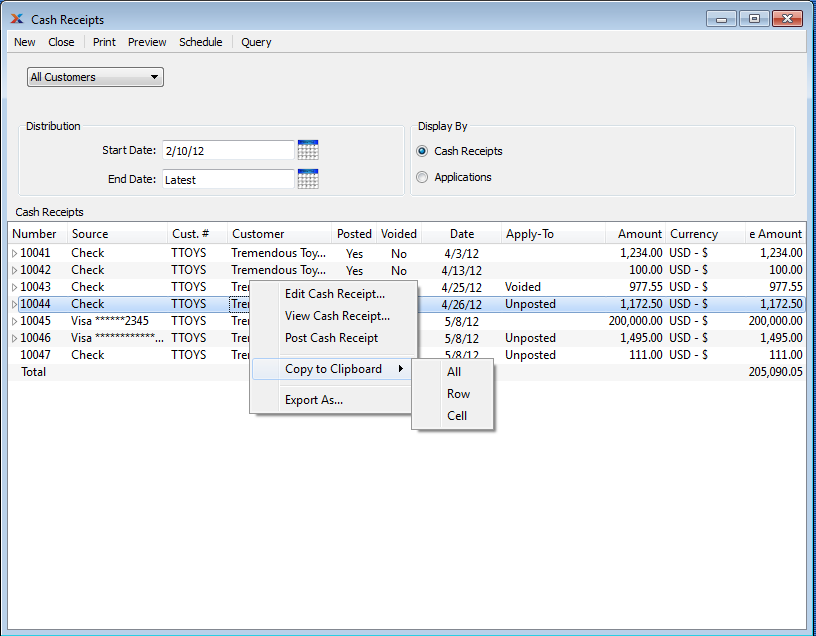 Cash Receipts
New Close Print Preview Schedule Query
All Customers
Distribution
Start Date: 2/10/12
End Date: Latest
Display By
Cash Receipts
Applications
Cash Receipts
Number Source Cust. # Customer Posted Voided Date Apply-To Amount Currency e Amount
10041 Check TTOYS Tremendous Toy... Yes No 4/3/12 1,234.00 USD - $ 1,234.00
10042 Check TTOYS Tremendous Toy... Yes No 4/13/12 100.00 USD - $ 100.00
10043 Check TTOYS Tre 4/25/12 Voided 977.55 USD - $ 977.55
10044 Check TTOYS Tre 4/26/12 Unposted 1,172.50 USD - $ 1,172.50
10045 Visa ******2345 TTOYS Tre 5/8/12 200,000.00 USD - $ 200,000.00
10046 Visa ************... TTOYS Tre 5/8/12 Unposted 1,495.00 USD - $ 1,495.00
10047 Check TTOYS Tre 5/8/12 Unposted 111.00 USD - $ 111.00
Total 205,090.05
Edit Cash Receipt...
View Cash Receipt...
Post Cash Receipt
Copy to Clipboard
Export As...
All
Row
Cell